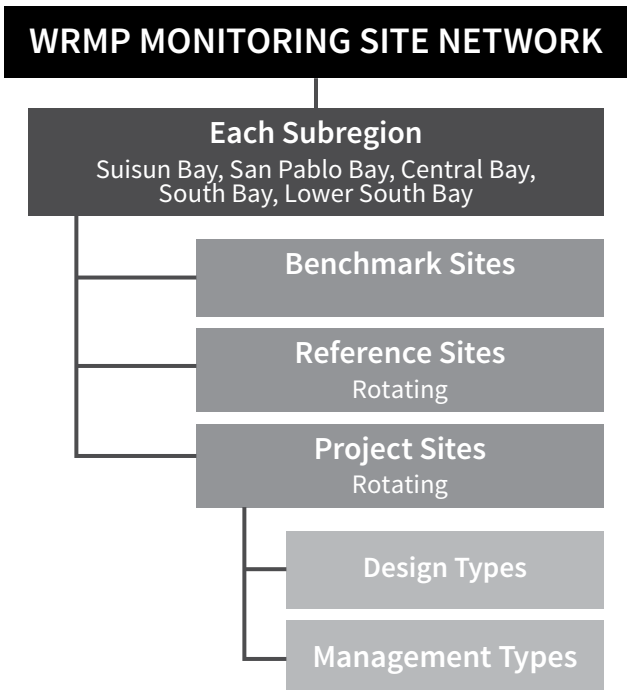 WRMP MONITORING SITE NETWORK
Each Subregion
Suisun Bay, San Pablo Bay, Central Bay,
South Bay, Lower South Bay
Benchmark Sites
Reference Sites
Rotating
Project Sites
Rotating
Design Types
Management Types